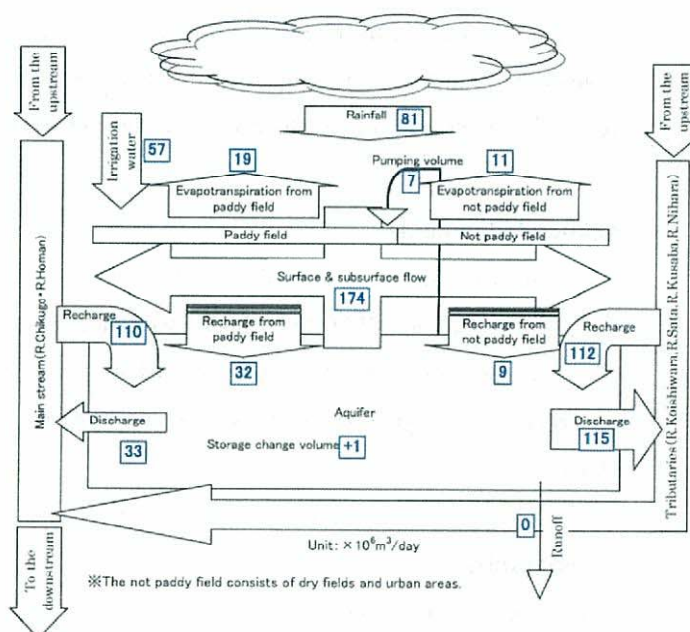 From the
upstream
From the
upstream
Rainfall 81
Irrigation
water
57
19
Pumping volume
7
11
Evapotranspiration from
paddy field
Evapotranspiration from
not paddy field
Paddy field
Not paddy field
Surface & subsurface flow
174
Recharge
110
Recharge from
paddy field
32
Recharge from
not paddy field
9
Recharge
112
Main stream(R.Chikugo・R.Homan)
Tributaries(R.Koishiwara,R.Sata,R.Kusaba,R.Nihara)
Discharge
33
Aquifer
Storage change volume +1
Discharge
115
0
Runoff
Unit: ×10⁶m³/day
To the
downstream
※The not paddy field consists of dry fields and urban areas.